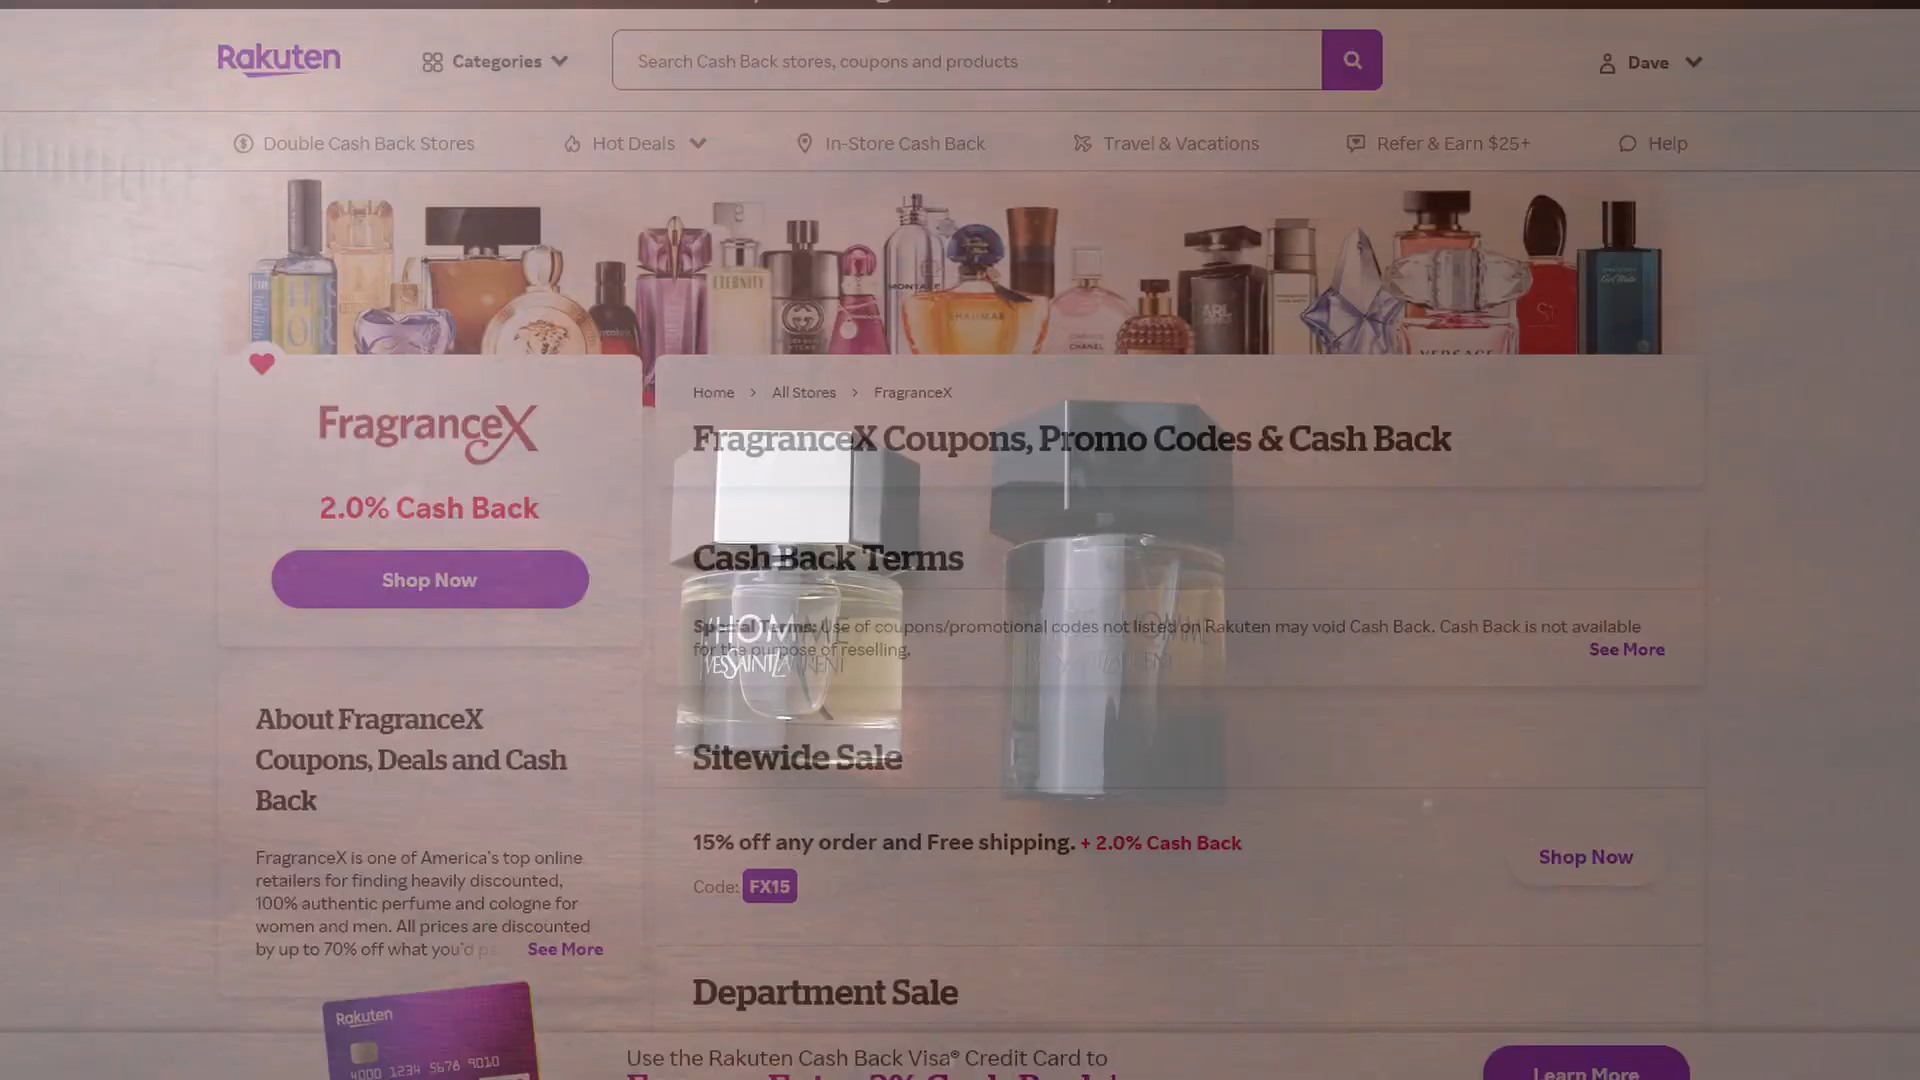 Rakuten
Categories
Search Cash Back stores, coupons and products
Dave
Double Cash Back Stores
Hot Deals
In-Store Cash Back
Travel & Vacations
Refer & Earn $25+
Help
ETERNITY
MONTALE
SHALIMAR
CHANEL
VERSACE
Home > All Stores > FragranceX
FragranceX
FragranceX Coupons, Promo Codes & Cash Back
2.0% Cash Back
Shop Now
Cash Back Terms
Special Terms: Use of coupons/promotional codes not listed on Rakuten may void Cash Back. Cash Back is not available
for the purpose of reselling.
See More
L'HOMME
YVESSAINTLAURENT
About FragranceX
Coupons, Deals and Cash
Back
FragranceX is one of America's top online
retailers for finding heavily discounted,
100% authentic perfume and cologne for
women and men. All prices are discounted
by up to 70% off what you'd
See More
Sitewide Sale
15% off any order and Free shipping. + 2.0% Cash Back
Code: FX15
Shop Now
Department Sale
Rakuten
4000 1234 5678 9010
Use the Rakuten Cash Back Visa® Credit Card to
Learn More